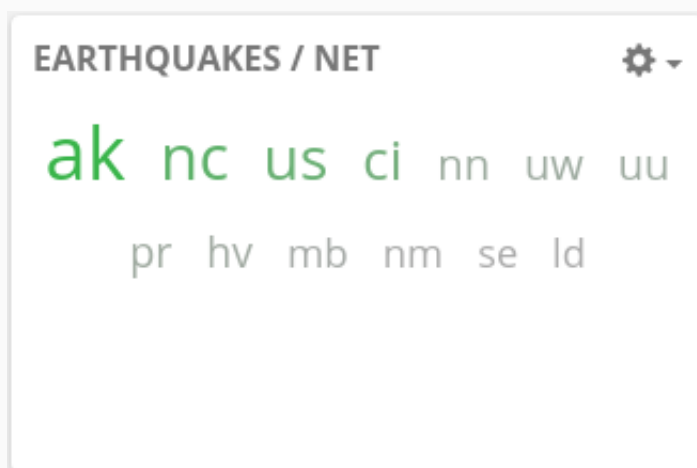 EARTHQUAKES / NET
ak nc us ci nn uw uu
pr hv mb nm se ld